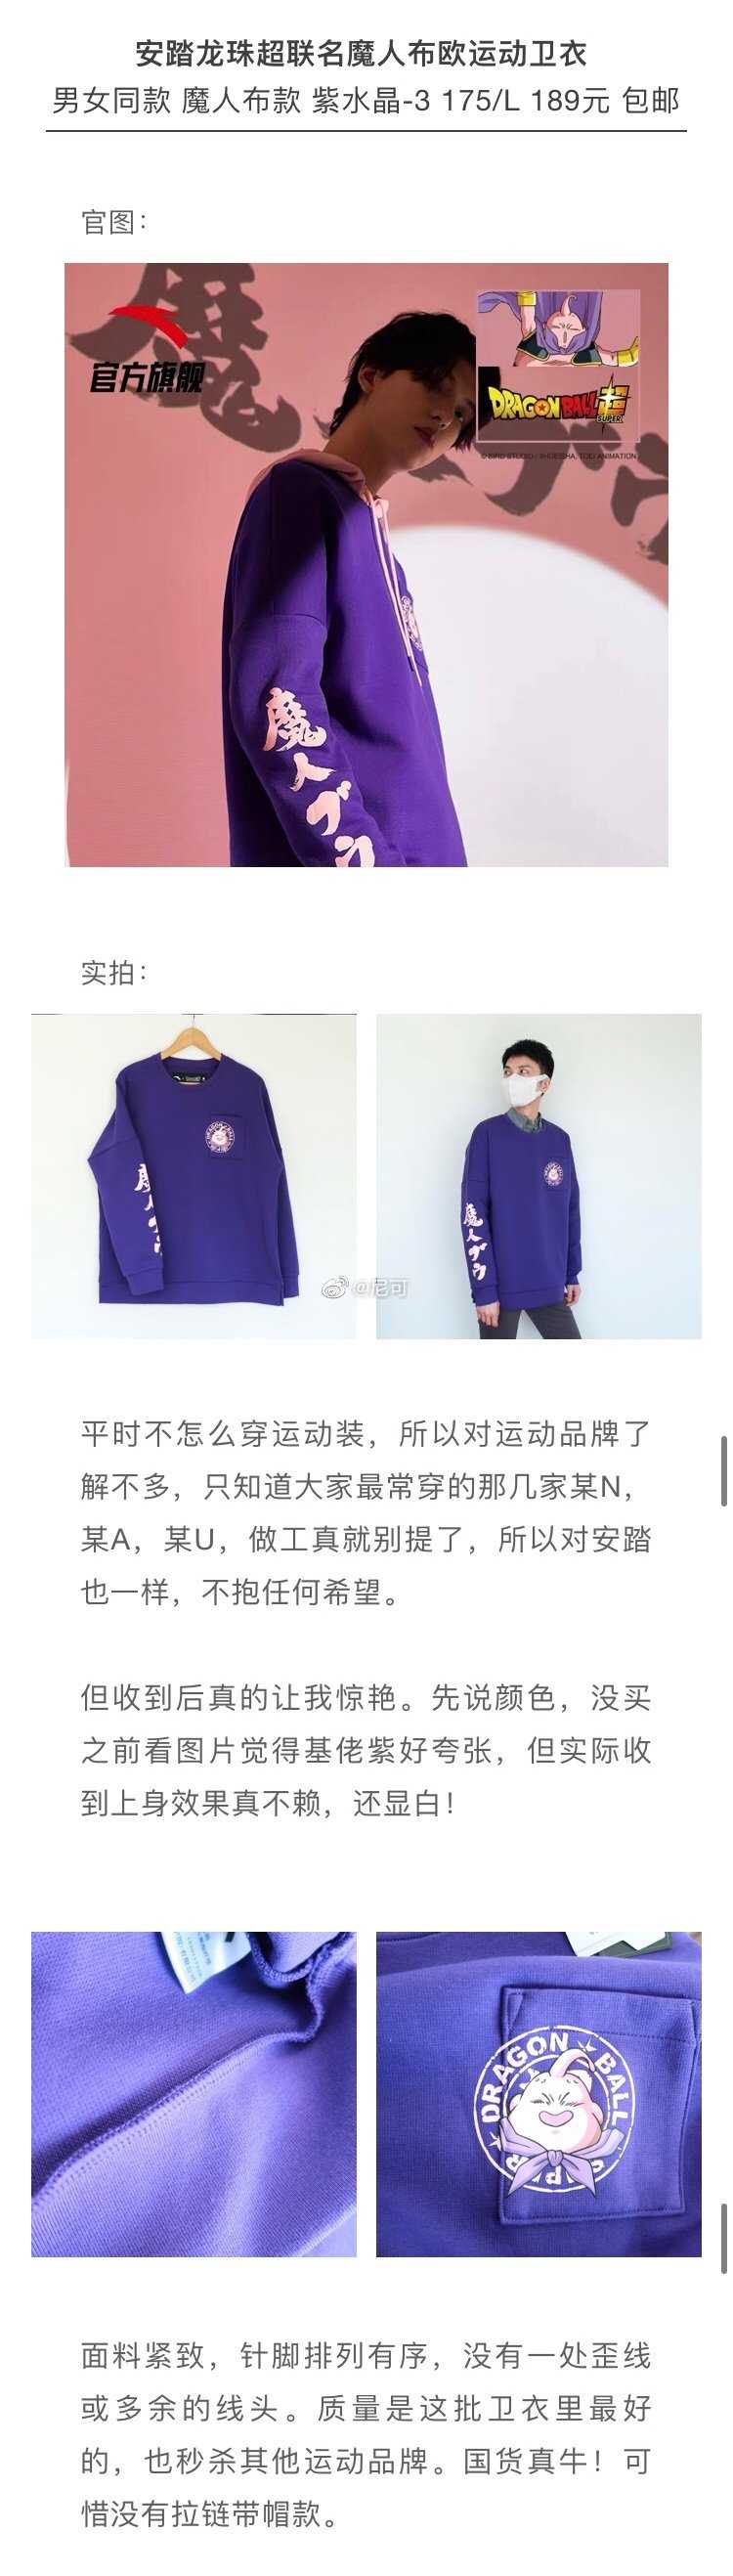 安踏龙珠超联名魔人布欧运动卫衣
男女同款 魔人布款 紫水晶-3 175/L 189元 包邮
官图：
魔
官方旗舰
DRAGON BALL超
SUPER
© BIRD STUDIO / SHUEISHA, TOEI ANIMATION
ブウ
魔人ブウ
实拍：
DRAGON BALL
魔人ブウ
魔人ブウ
@尼可
平时不怎么穿运动装，所以对运动品牌了
解不多，只知道大家最常穿的那几家某N，
某A，某U，做工真就别提了，所以对安踏
也一样，不抱任何希望。
但收到后真的让我惊艳。先说颜色，没买
之前看图片觉得基佬紫好夸张，但实际收
到上身效果真不赖，还显白！
DRAGON BALL
面料紧致，针脚排列有序，没有一处歪线
或多余的线头。质量是这批卫衣里最好
的，也秒杀其他运动品牌。国货真牛！可
惜没有拉链带帽款。